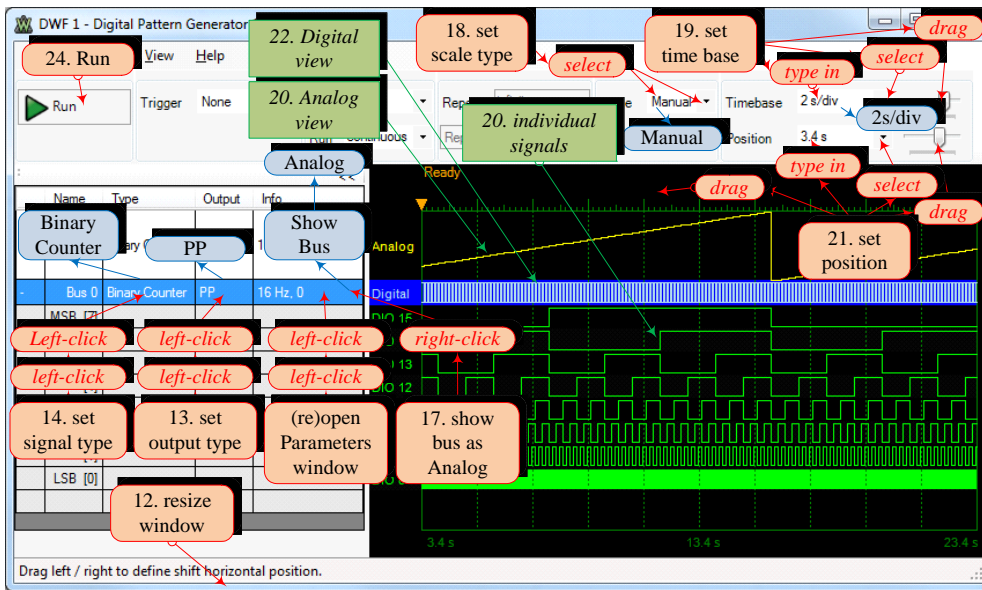 DWF 1 - Digital Pattern Generator
22. Digital
view
18. set
scale type
19. set
time base
drag
24. Run
View
Help
select
select
type in
Run
Trigger
None
20. Analog
view
Manual
Timebase
2 s/div
2s/div
20. individual
signals
Manual
Position
3.4 s
Analog
<<
Ready
type in
select
drag
drag
Name
Type
Output
Info
Binary
Counter
PP
Show
Bus
Analog
21. set
position
- Bus 0
Binary Counter
PP
16 Hz, 0
Digital
MSB [7]
DIO 15
Left-click
left-click
left-click
right-click
13
left-click
left-click
left-click
DIO 12
14. set
signal type
13. set
output type
(re)open
Parameters
window
17. show
bus as
Analog
LSB [0]
12. resize
window
3.4 s
13.4 s
23.4 s
Drag left / right to define shift horizontal position.